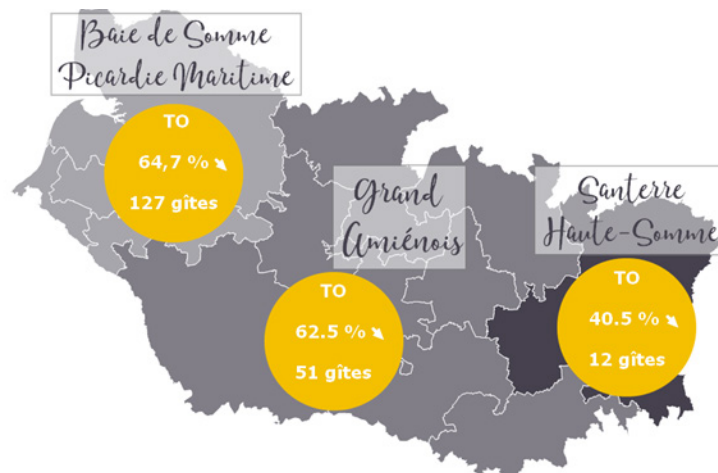 Baie de Somme
Picardie Maritime
TO
64,7 %
127 gîtes
Grand
Amiénois
TO
62.5 %
51 gîtes
Santerre
Haute-Somme
TO
40.5 %
12 gîtes